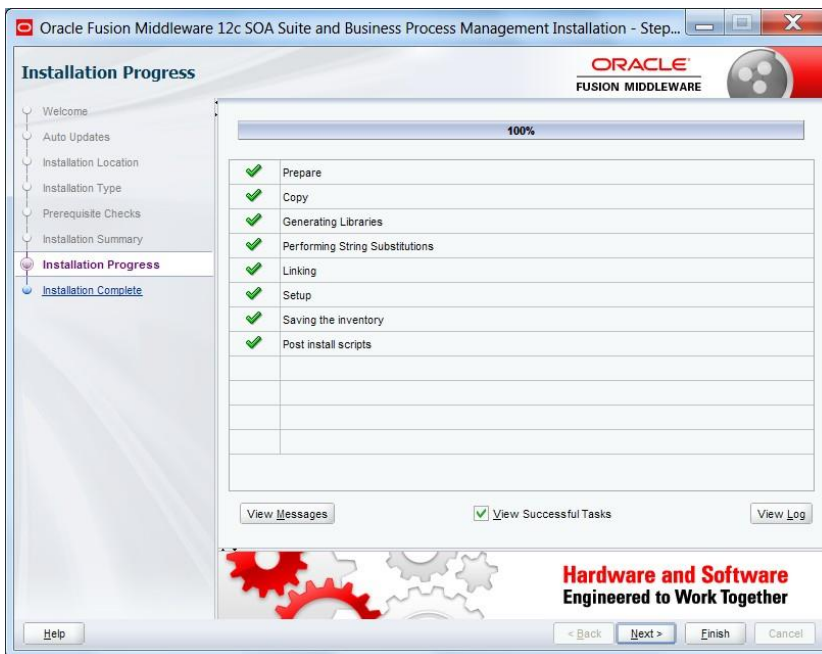 Oracle Fusion Middleware 12c SOA Suite and Business Process Management Installation - Step...
Installation Progress
ORACLE
FUSION MIDDLEWARE
Welcome
Auto Updates
Installation Location
Installation Type
Prerequisite Checks
Installation Summary
Installation Progress
Installation Complete
100%
Prepare
Copy
Generating Libraries
Performing String Substitutions
Linking
Setup
Saving the inventory
Post install scripts
View Messages
View Successful Tasks
View Log
Hardware and Software
Engineered to Work Together
Help
< Back
Next >
Finish
Cancel